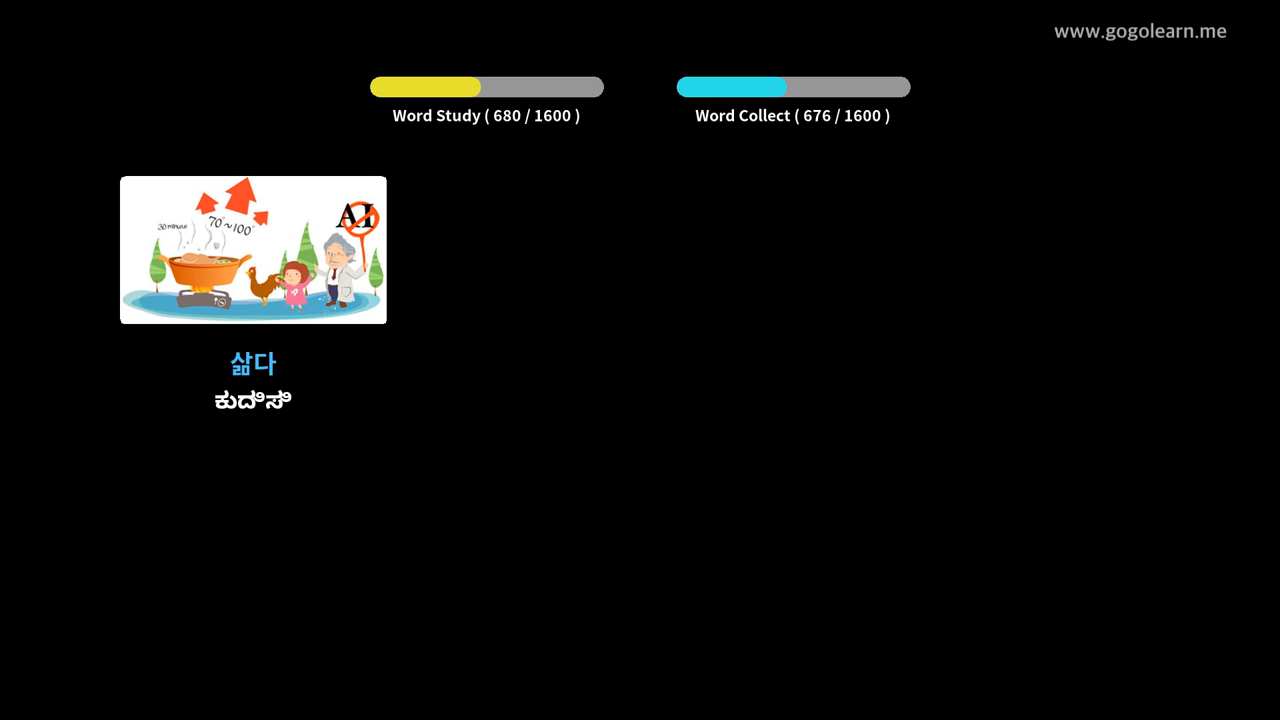 www.gogolearn.me
Word Study ( 680 / 1600 )
Word Collect ( 676 / 1600 )
30 minute
70°~100°
AI
삶다
ಕುದಿಸಿ